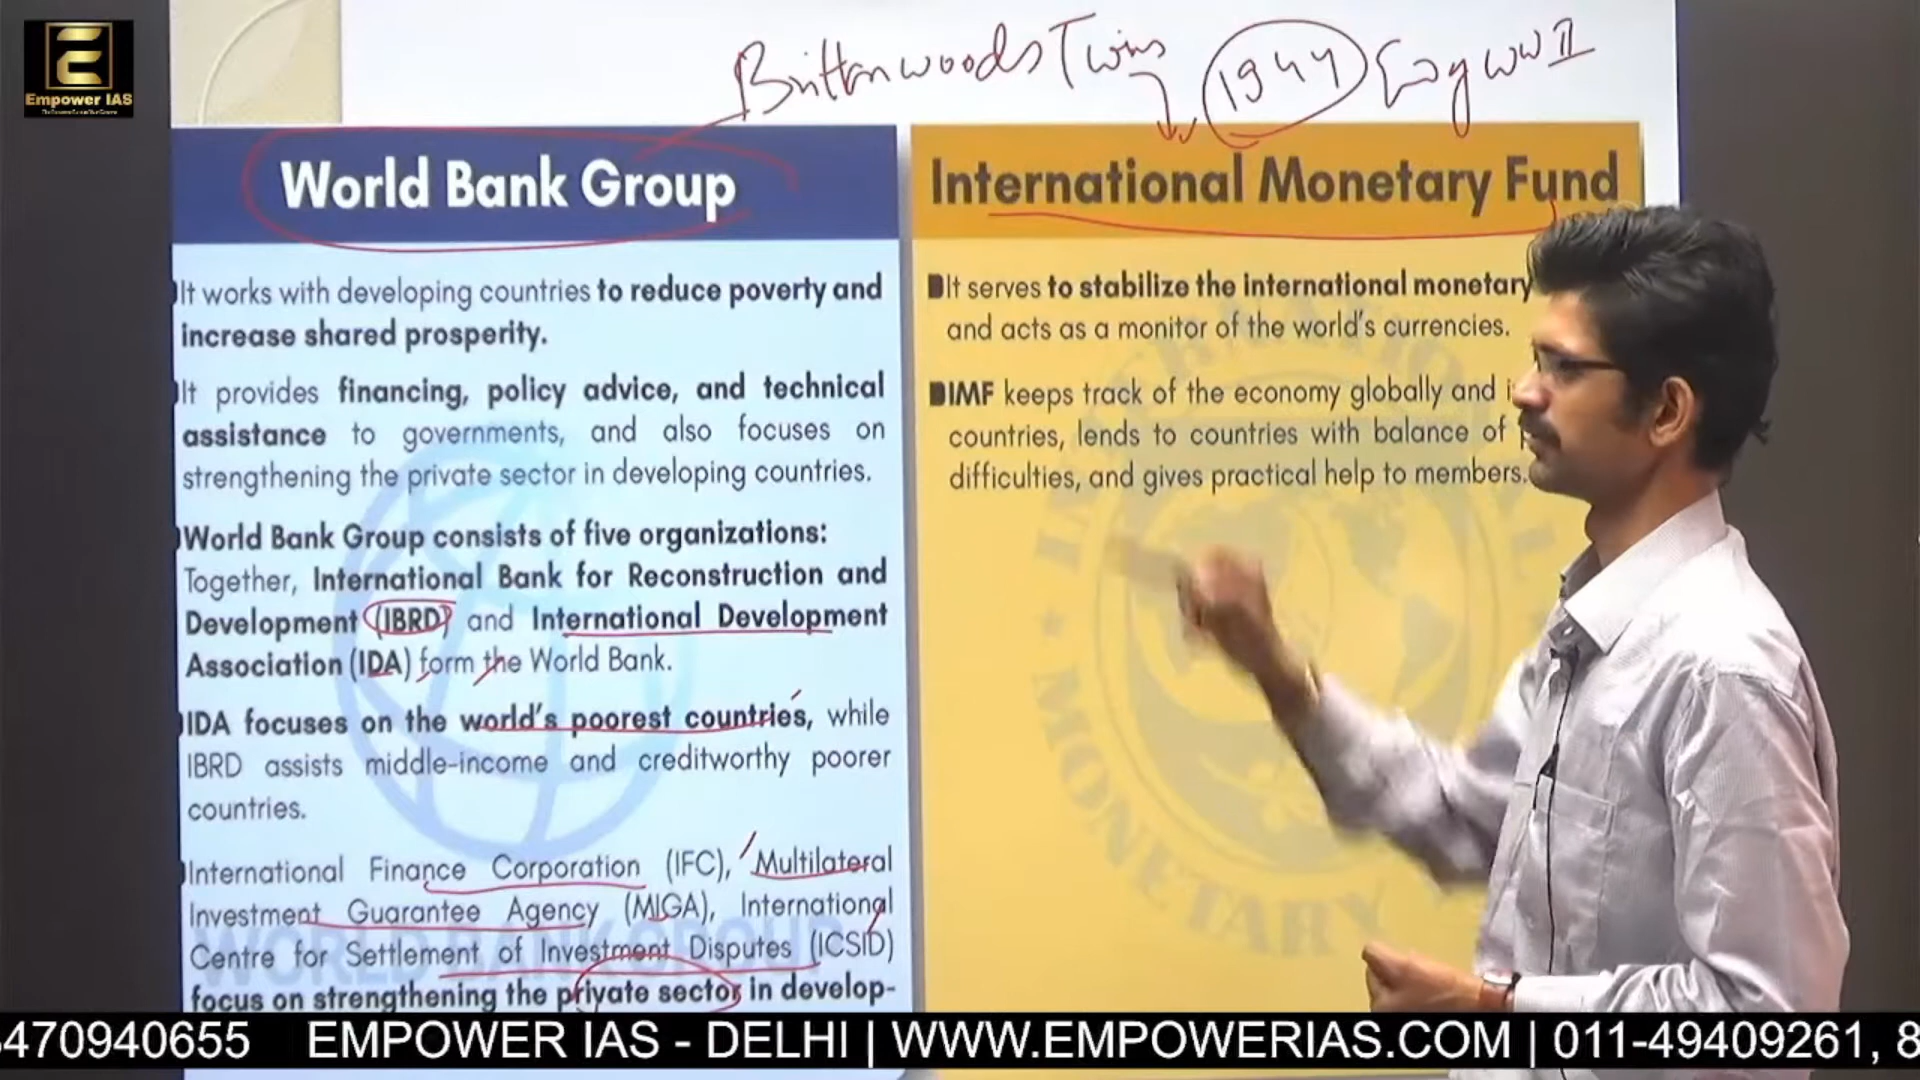 Empower IAS
Brittonwoods Twins 1944 WW II
World Bank Group
It works with developing countries to reduce poverty and
increase shared prosperity.
It provides financing, policy advice, and technical
assistance to governments, and also focuses on
strengthening the private sector in developing countries.
World Bank Group consists of five organizations:
Together, International Bank for Reconstruction and
Development (IBRD) and International Development
Association (IDA) form the World Bank.
IDA focuses on the world's poorest countries, while
IBRD assists middle-income and creditworthy poorer
countries.
International Finance Corporation (IFC), Multilateral
Investment Guarantee Agency (MIGA), International
Centre for Settlement of Investment Disputes (ICSID)
focus on strengthening the private sector in develop-
International Monetary Fund
It serves to stabilize the international monetary
and acts as a monitor of the world's currencies.
IMF keeps track of the economy globally and
countries, lends to countries with balance of
difficulties, and gives practical help to members.
INTERNATIONAL MONETARY
WORLD BANK GROUP
470940655 EMPOWER IAS - DELHI | WWW.EMPOWERIAS.COM | 011-49409261, 8